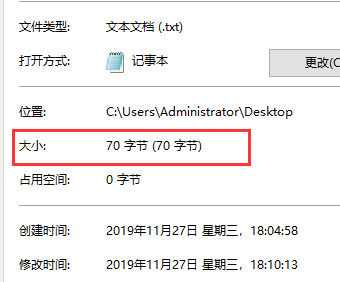 文件类型: 文本文档 (.txt)
打开方式: 记事本 更改(C
位置: C:\Users\Administrator\Desktop
大小: 70 字节 (70 字节)
占用空间: 0 字节
创建时间: 2019年11月27日 星期三，18:04:58
修改时间: 2019年11月27日 星期三，18:10:13